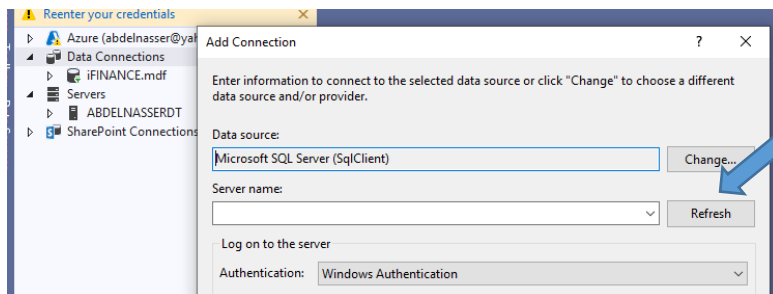 Reenter your credentials
Azure (abdelnasser@yah
Data Connections
iFINANCE.mdf
Servers
ABDELNASSERDT
SharePoint Connections
Add Connection
Enter information to connect to the selected data source or click "Change" to choose a different
data source and/or provider.
Data source:
Microsoft SQL Server (SqlClient)
Change...
Server name:
Refresh
Log on to the server
Authentication:
Windows Authentication